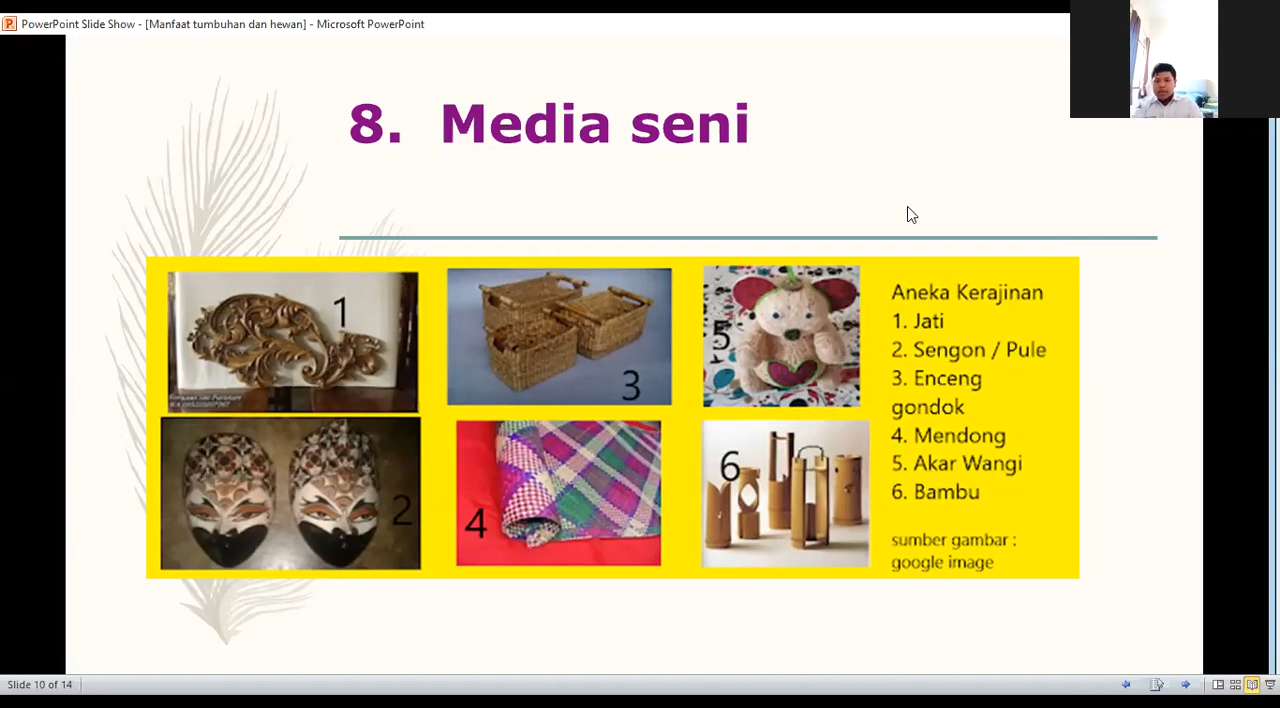 PowerPoint Slide Show - [Manfaat tumbuhan dan hewan] - Microsoft PowerPoint
8. Media seni
1
3
5
2
4
6
Aneka Kerajinan
1. Jati
2. Sengon / Pule
3. Enceng
gondok
4. Mendong
5. Akar Wangi
6. Bambu
sumber gambar :
google image
Slide 10 of 14